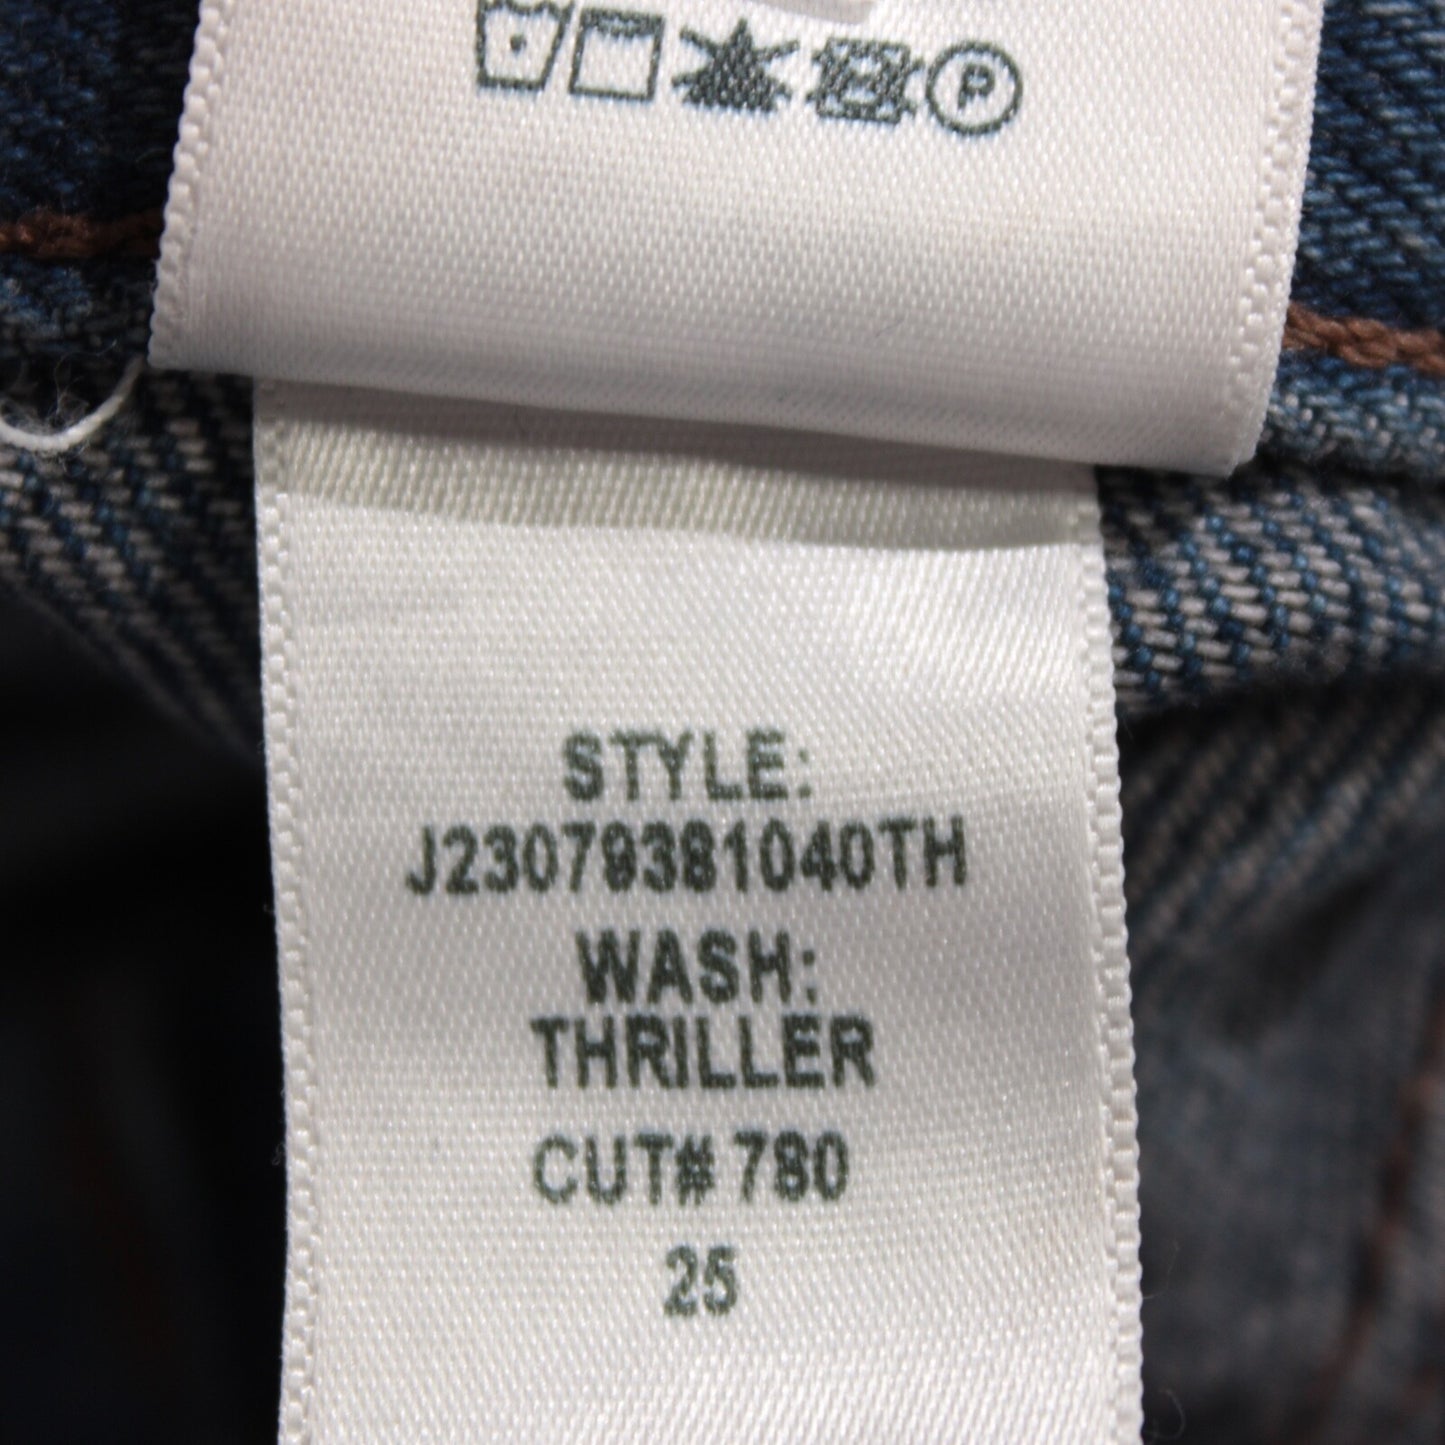 P
STYLE:
J23079381040TH
WASH:
THRILLER
CUT# 780
25